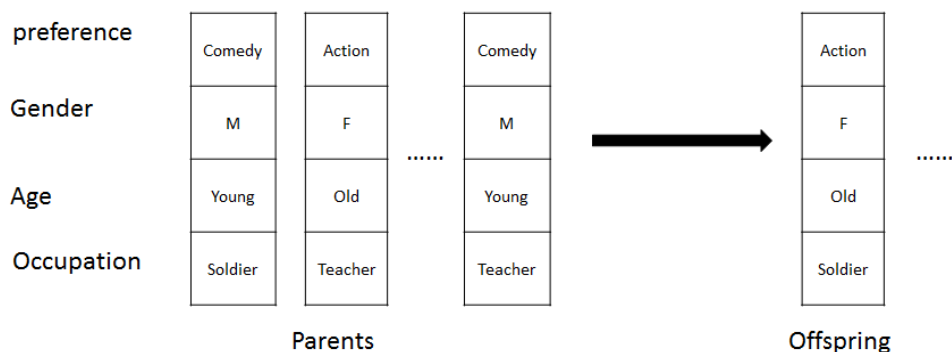 preference Comedy Action Comedy Action
Gender M F M F
...... ......
Age Young Old Young Old
Occupation Soldier Teacher Teacher Soldier
Parents Offspring